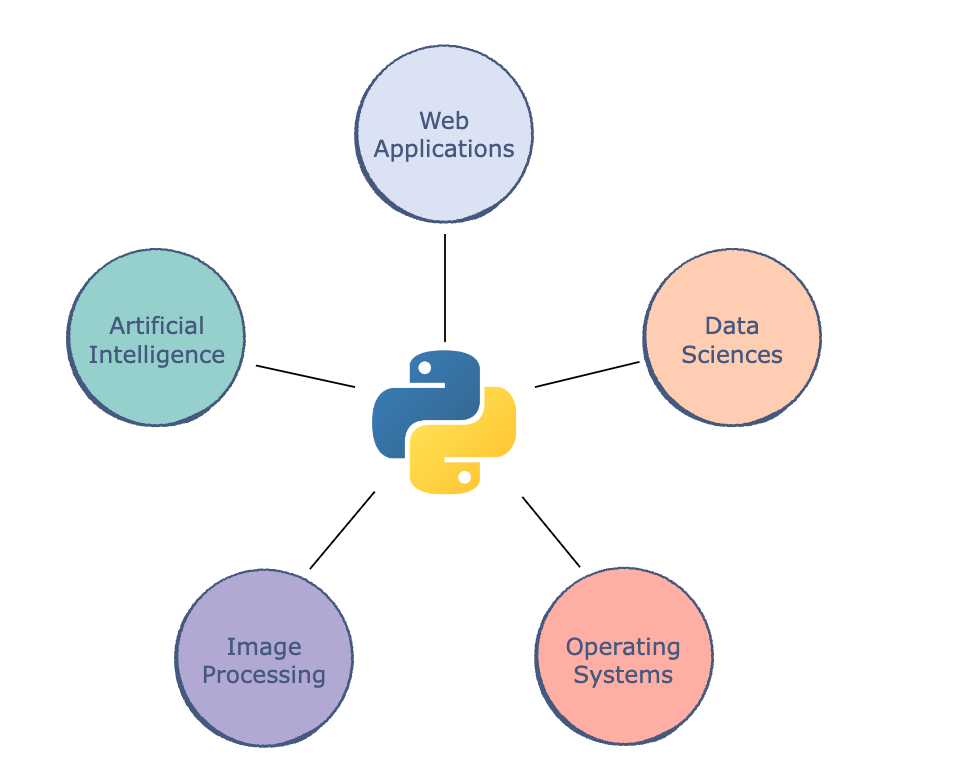 Web
Applications
Artificial
Intelligence
Data
Sciences
Image
Processing
Operating
Systems